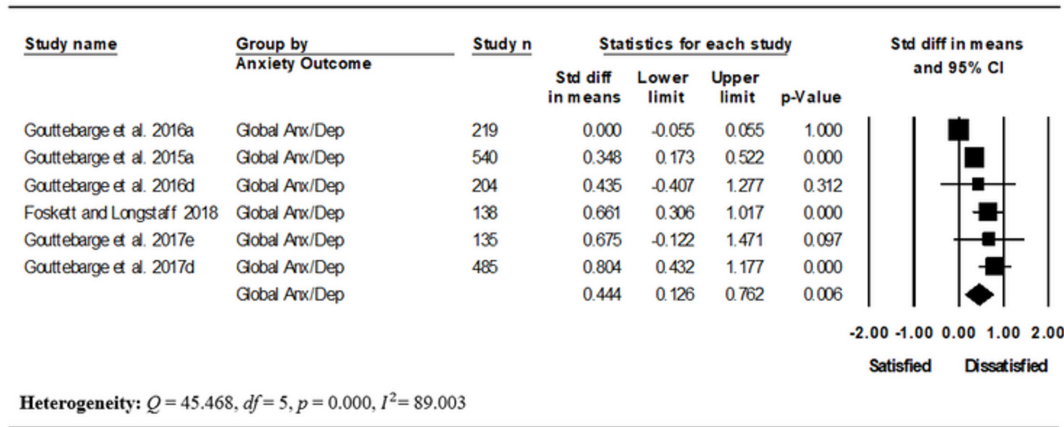 Study name Group by Study n Statistics for each study Std diff in means
Anxiety Outcome and 95% CI
Std diff Lower Upper
in means limit limit p-Value
Gouttebarge et al. 2016a Global Anx/Dep 219 0.000 -0.055 0.055 1.000
Gouttebarge et al. 2015a Global Anx/Dep 540 0.348 0.173 0.522 0.000
Gouttebarge et al. 2016d Global Anx/Dep 204 0.435 -0.407 1.277 0.312
Foskett and Longstaff 2018 Global Anx/Dep 138 0.661 0.306 1.017 0.000
Gouttebarge et al. 2017e Global Anx/Dep 135 0.675 -0.122 1.471 0.097
Gouttebarge et al. 2017d Global Anx/Dep 485 0.804 0.432 1.177 0.000
Global Anx/Dep 0.444 0.126 0.762 0.006
-2.00 -1.00 0.00 1.00 2.00
Satisfied Dissatisfied
Heterogeneity: Q = 45.468, df = 5, p = 0.000, I²= 89.003